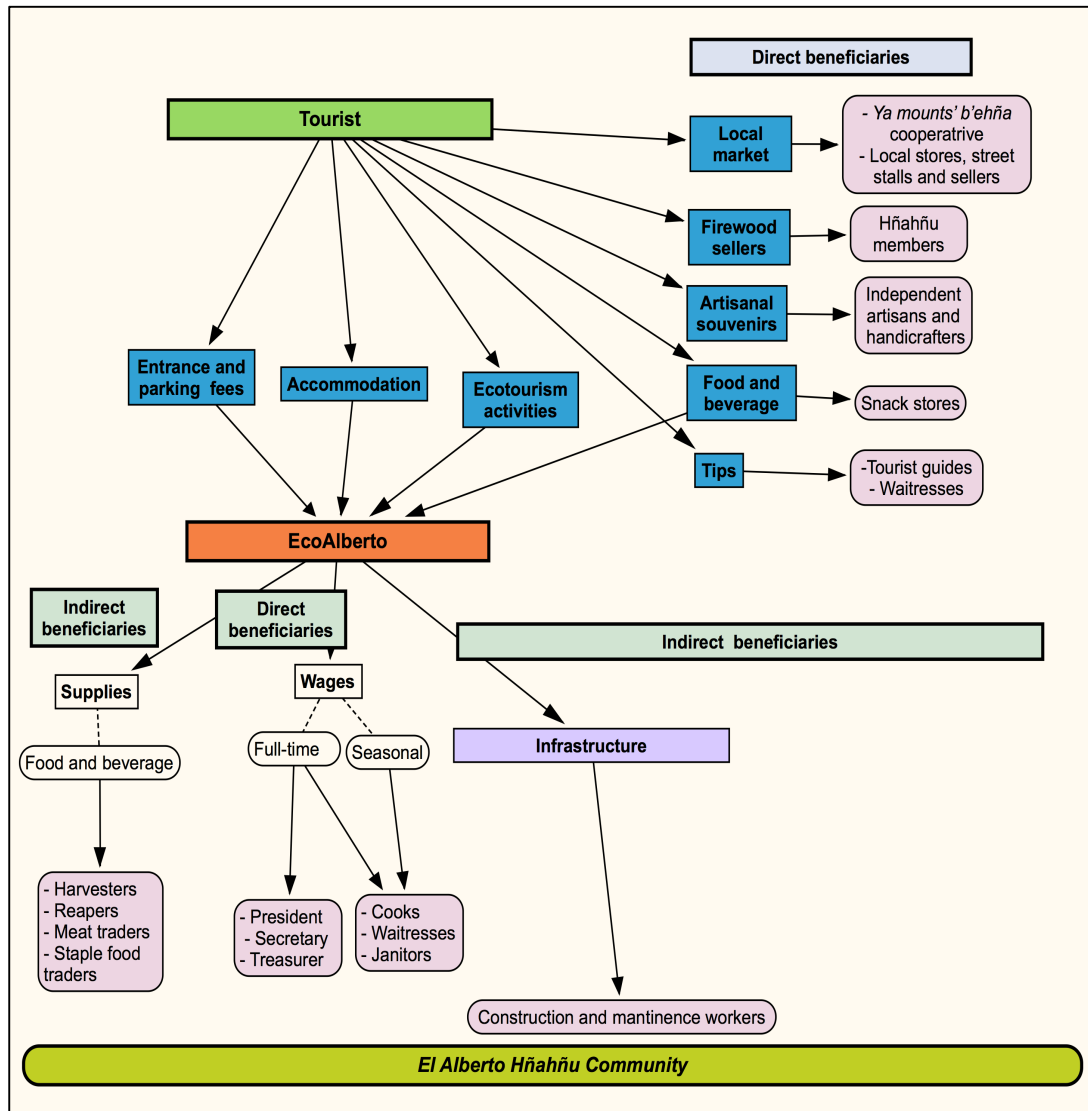 Direct beneficiaries
Tourist
Local
market
- Ya mounts’ b’ehña
cooperatrive
- Local stores, street
stalls and sellers
Firewood
sellers
Hñahñu
members
Artisanal
souvenirs
Independent
artisans and
handicrafters
Entrance and
parking fees
Accommodation
Ecotourism
activities
Food and
beverage
Snack stores
Tips
-Tourist guides
- Waitresses
EcoAlberto
Indirect
beneficiaries
Direct
beneficiaries
Indirect beneficiaries
Supplies
Wages
Food and beverage
Full-time
Seasonal
Infrastructure
- Harvesters
- Reapers
- Meat traders
- Staple food
traders
- President
- Secretary
- Treasurer
- Cooks
- Waitresses
- Janitors
Construction and mantinence workers
El Alberto Hñahñu Community